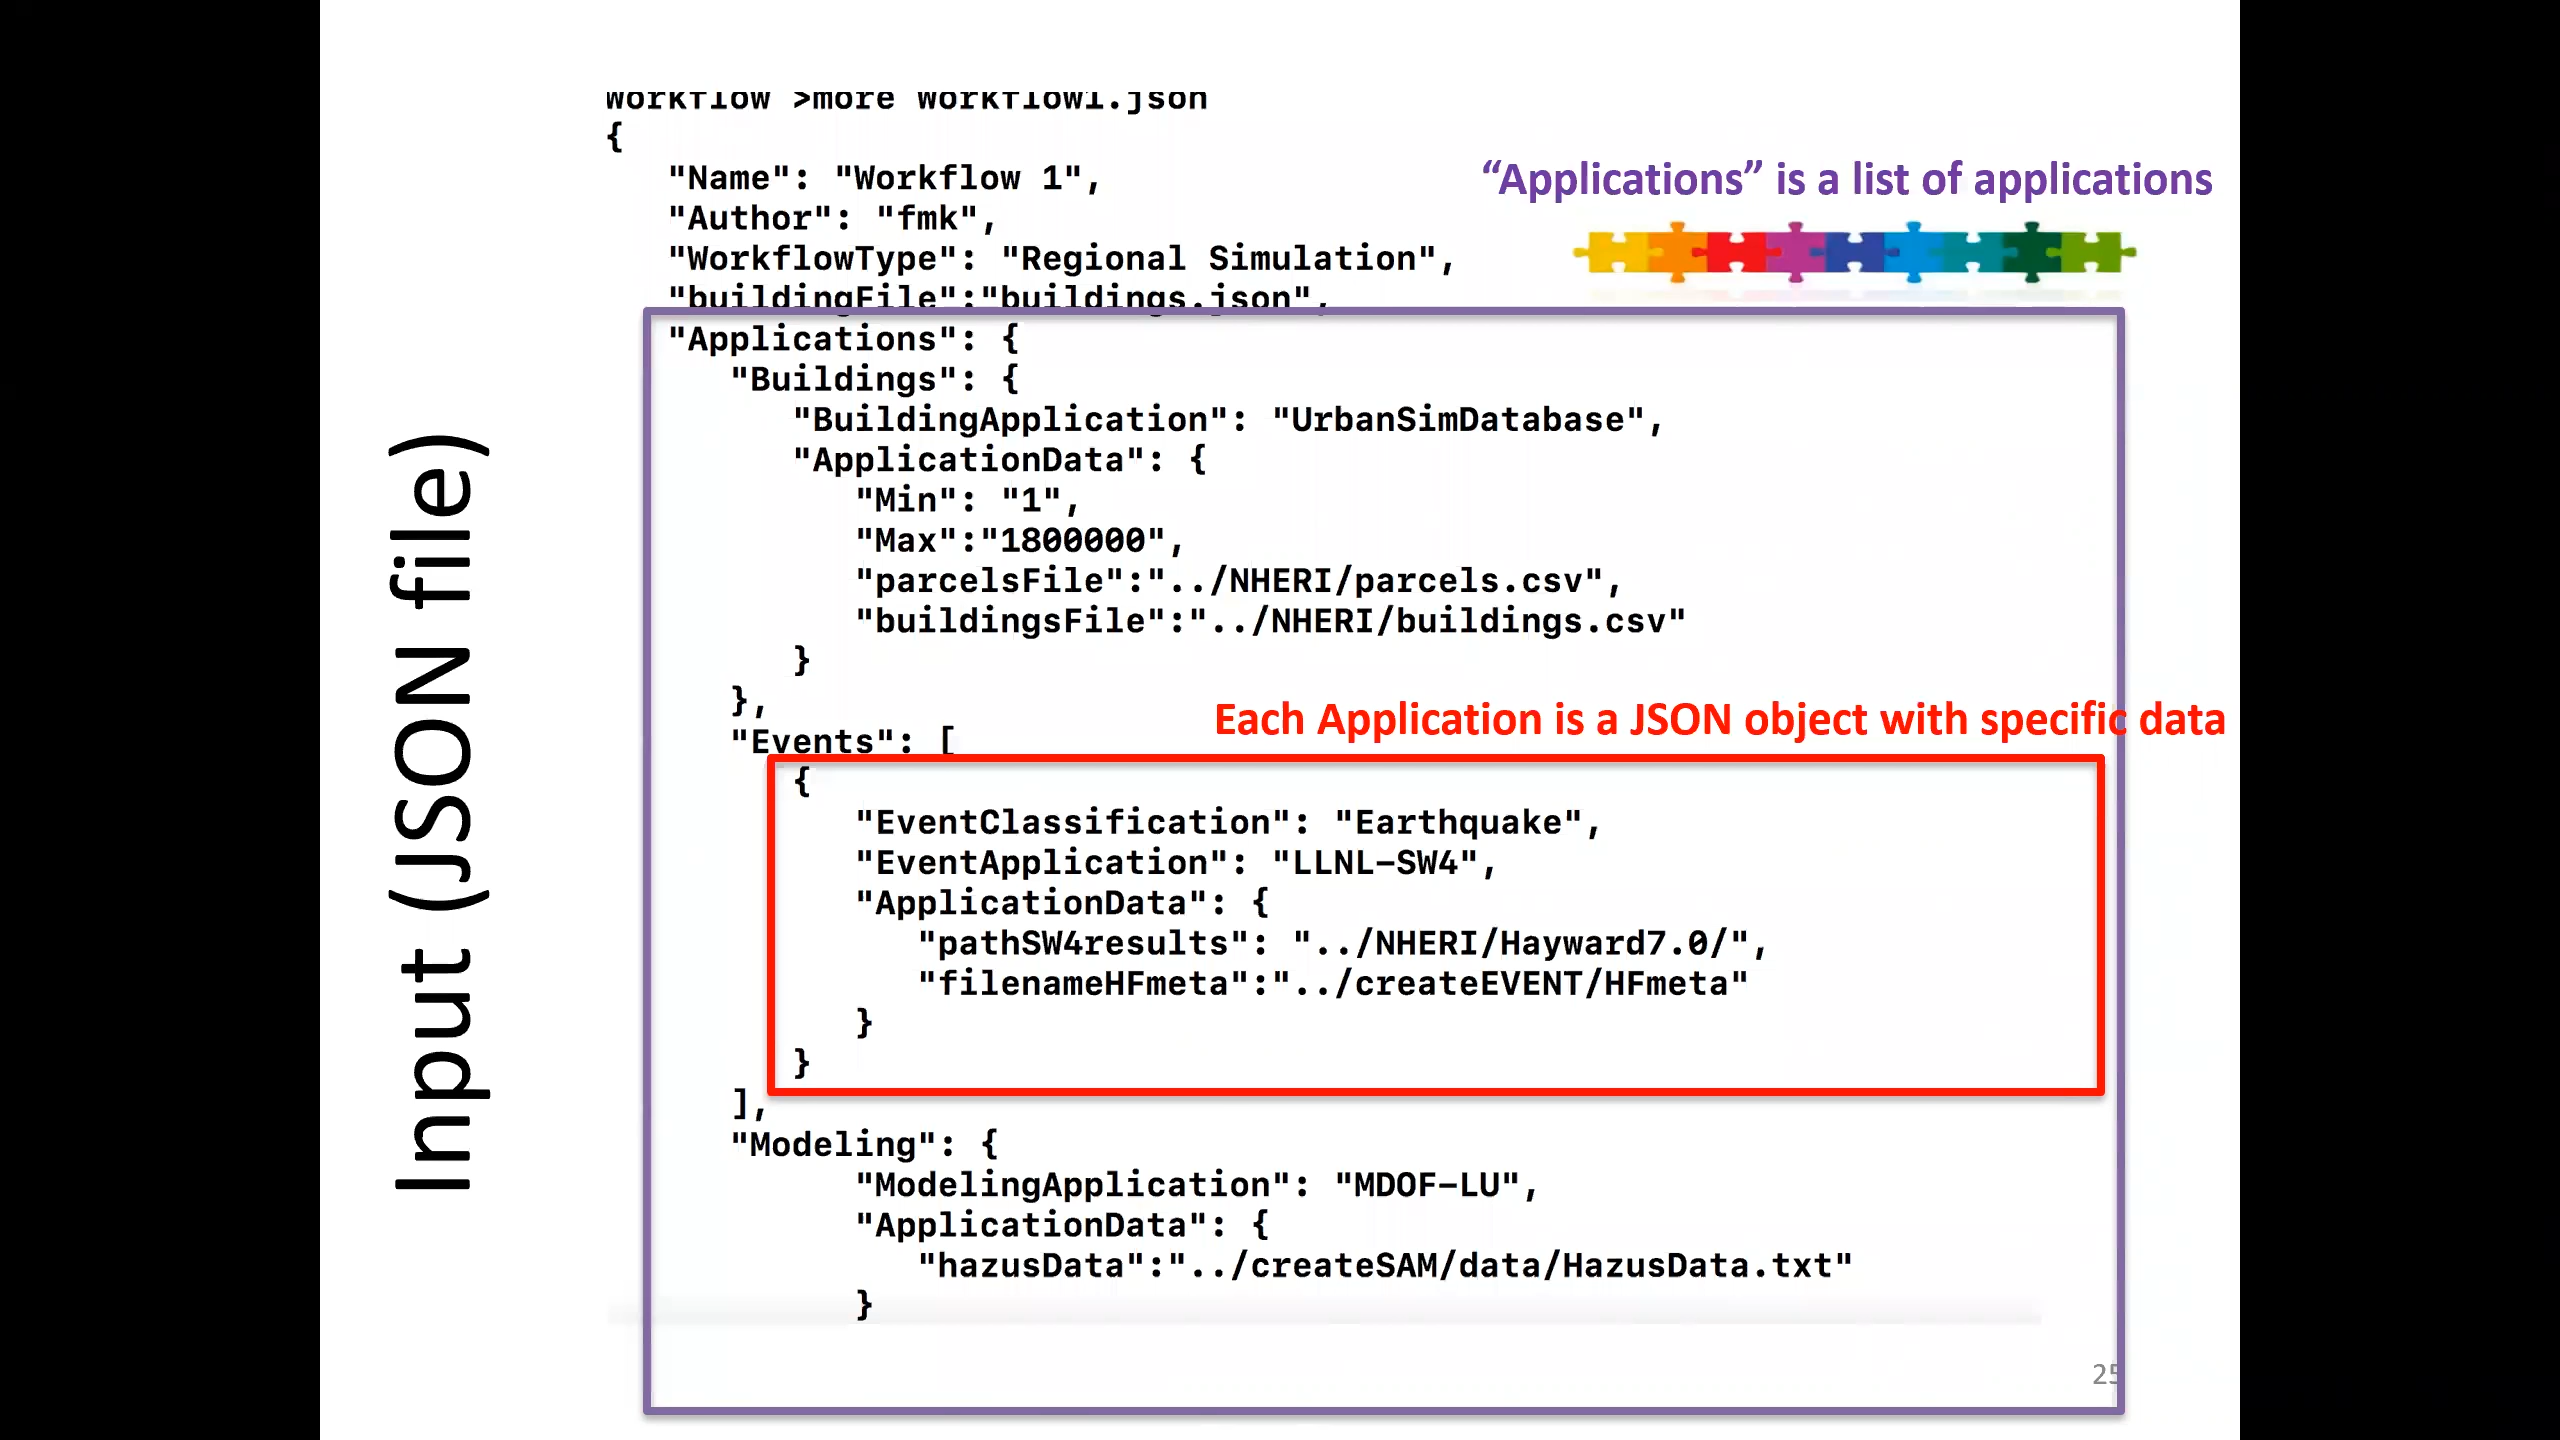 Input (JSON file)
workflow >more workflow1.json
{
"Name": "Workflow 1",
"Author": "fmk",
"WorkflowType": "Regional Simulation",
"buildingFile":"buildings.json",
"Applications": {
"Buildings": {
"BuildingApplication": "UrbanSimDatabase",
"ApplicationData": {
"Min": "1",
"Max":"1800000",
"parcelsFile":"../NHERI/parcels.csv",
"buildingsFile":"../NHERI/buildings.csv"
}
},
"Events": [
{
"EventClassification": "Earthquake",
"EventApplication": "LLNL-SW4",
"ApplicationData": {
"pathSW4results": "../NHERI/Hayward7.0/",
"filenameHFmeta":"../createEVENT/HFmeta"
}
}
],
"Modeling": {
"ModelingApplication": "MDOF-LU",
"ApplicationData": {
"hazusData":"../createSAM/data/HazusData.txt"
}
“Applications” is a list of applications
Each Application is a JSON object with specific data
25